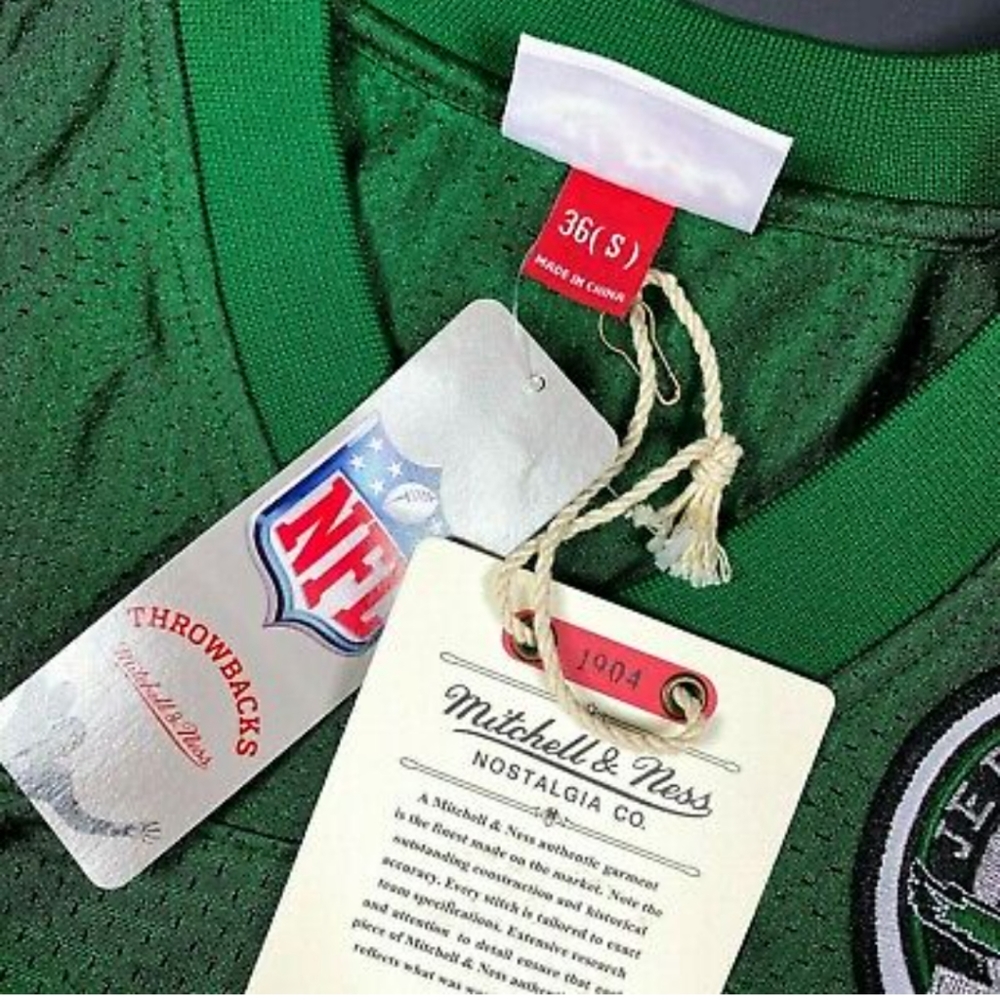 36( S )
MADE IN CHINA
NFL
THROWBACKS
Mitchell & Ness
1904
Mitchell & Ness
NOSTALGIA CO.
A Mitchell & Ness authentic garment
is the finest made on the market. Note the
outstanding construction and historical
accuracy. Every stitch is tailored to exact
team specifications. Extensive research
and attention to detail ensure that
piece of Mitchell & Ness
reflects what was
JE